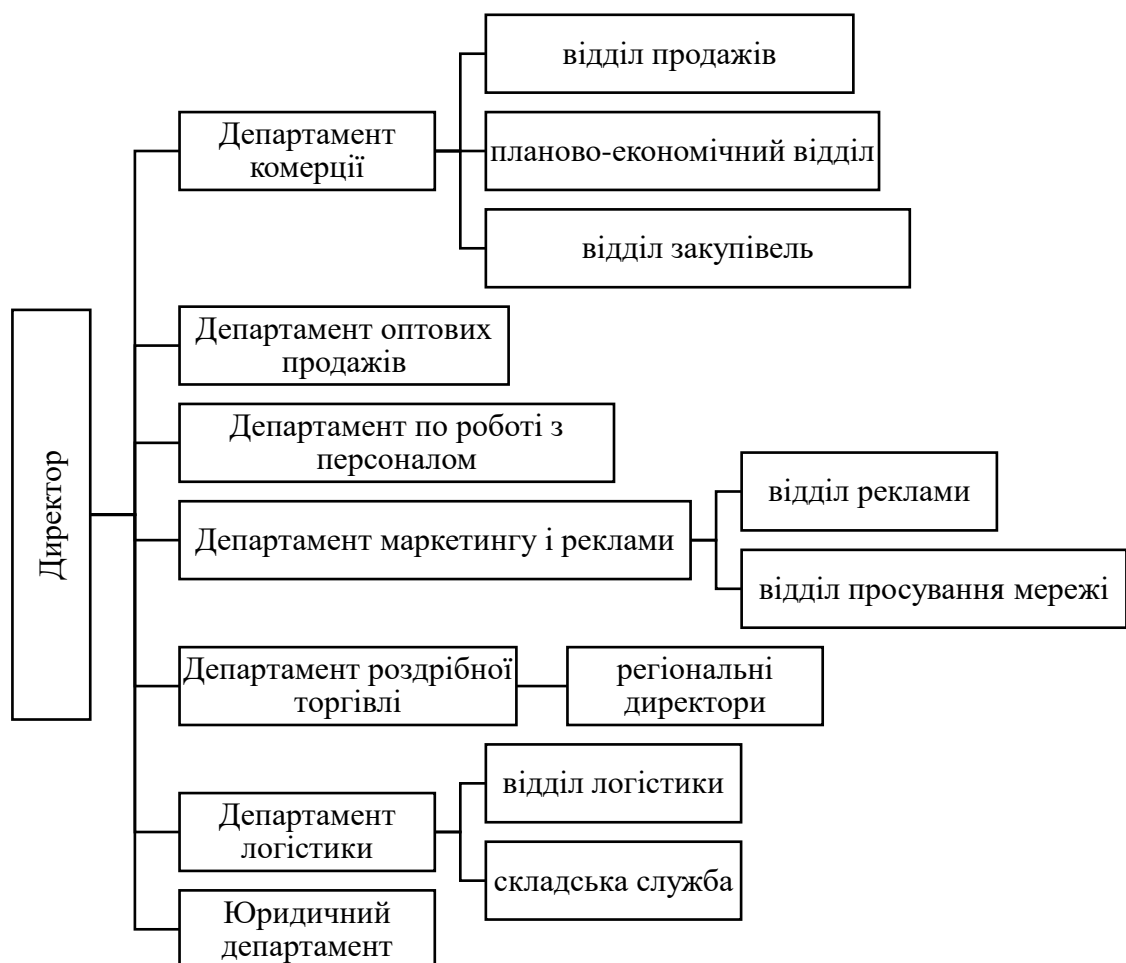 відділ продажів
Департамент
комерції
планово-економічний відділ
відділ закупівель
Департамент оптових
продажів
Департамент по роботі з
персоналом
Директор
відділ реклами
Департамент маркетингу і реклами
відділ просування мережі
Департамент роздрібної
торгівлі
регіональні
директори
відділ логістики
Департамент
логістики
складська служба
Юридичний
департамент